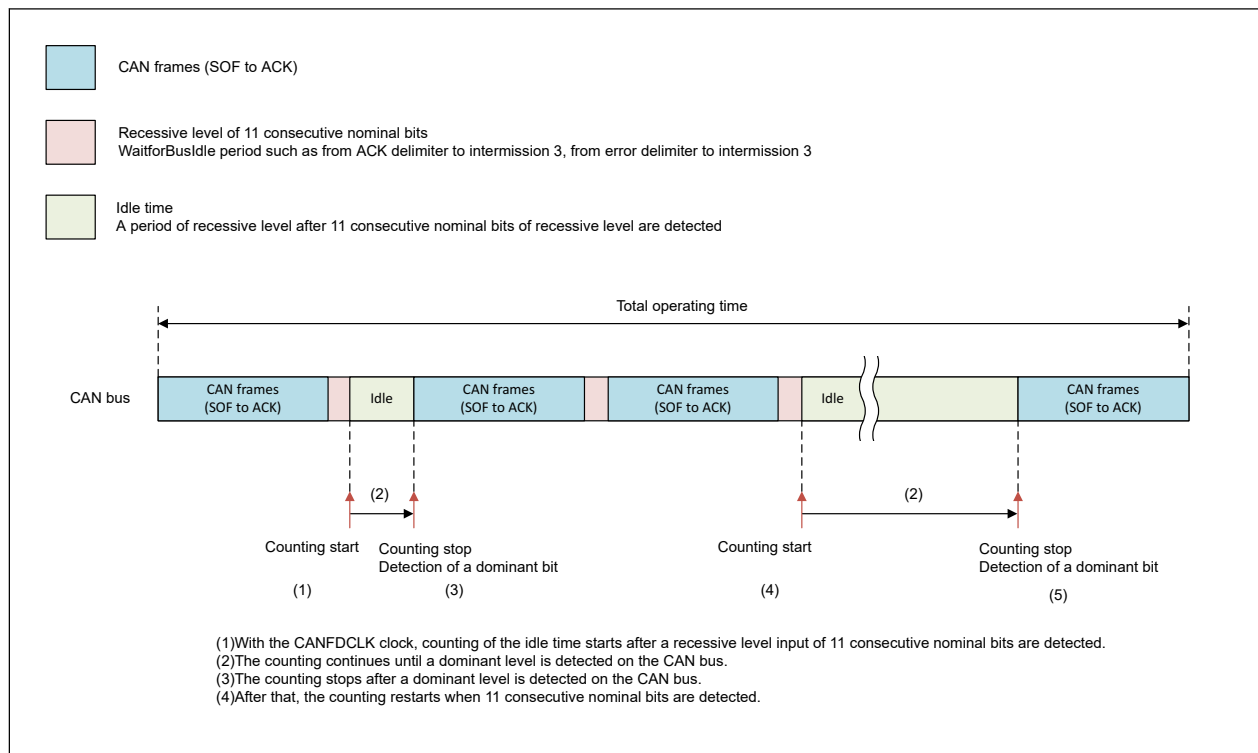 CAN frames (SOF to ACK)
Recessive level of 11 consecutive nominal bits
WaitforBusIdle period such as from ACK delimiter to intermission 3, from error delimiter to intermission 3
Idle time
A period of recessive level after 11 consecutive nominal bits of recessive level are detected
Total operating time
CAN bus
CAN frames
(SOF to ACK)
Idle
CAN frames
(SOF to ACK)
CAN frames
(SOF to ACK)
Idle
CAN frames
(SOF to ACK)
(2)
(2)
Counting start
Counting stop
Detection of a dominant bit
Counting start
Counting stop
Detection of a dominant bit
(1)
(3)
(4)
(5)
(1)With the CANFDCLK clock, counting of the idle time starts after a recessive level input of 11 consecutive nominal bits are detected.
(2)The counting continues until a dominant level is detected on the CAN bus.
(3)The counting stops after a dominant level is detected on the CAN bus.
(4)After that, the counting restarts when 11 consecutive nominal bits are detected.